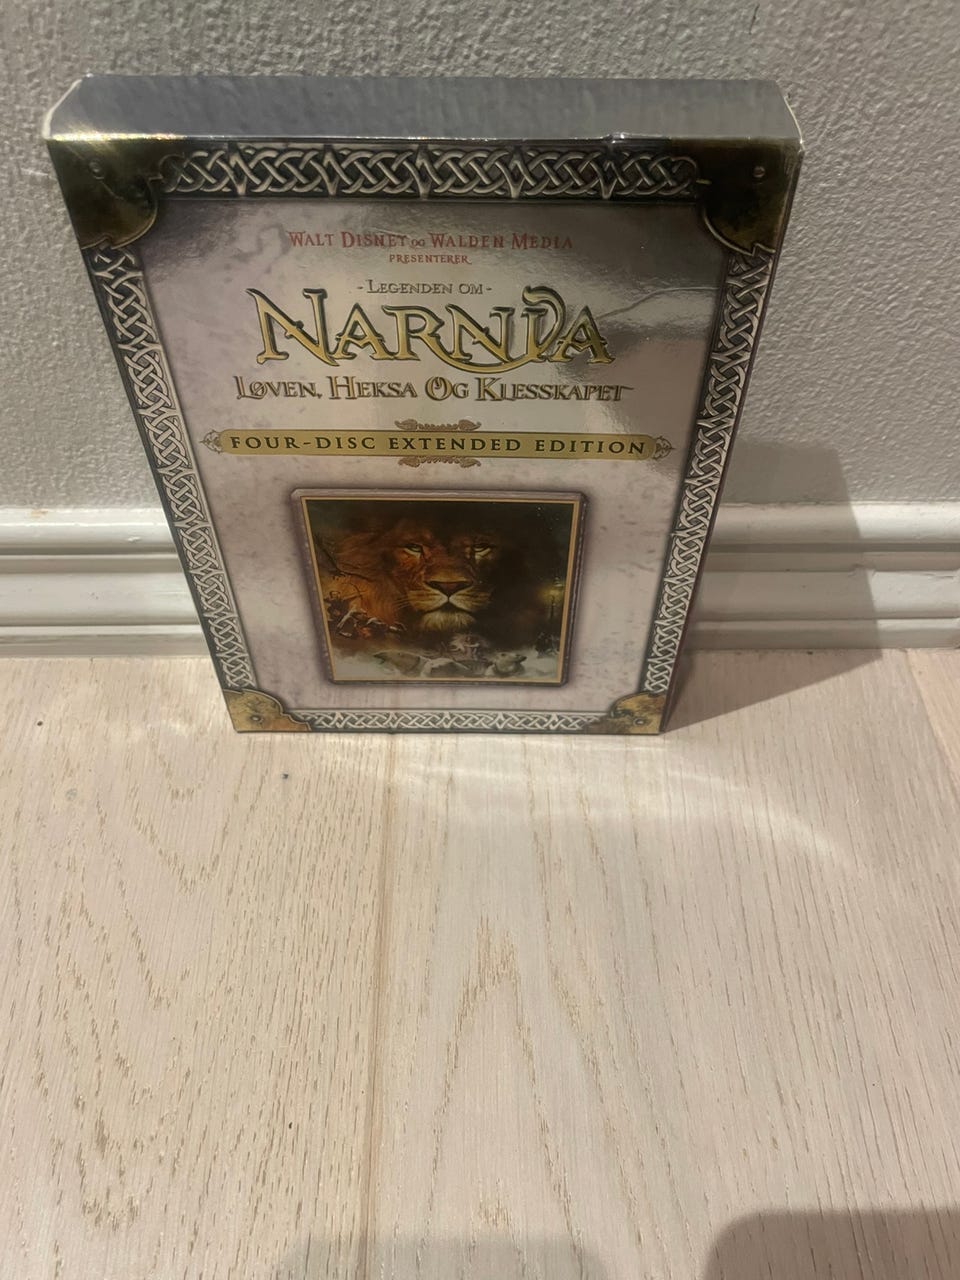 WALT DISNEY OG WALDEN MEDIA
PRESENTERER
- LEGENDEN OM -
NARNIA
LØVEN, HEKSA OG KLESSKAPET
FOUR-DISC EXTENDED EDITION